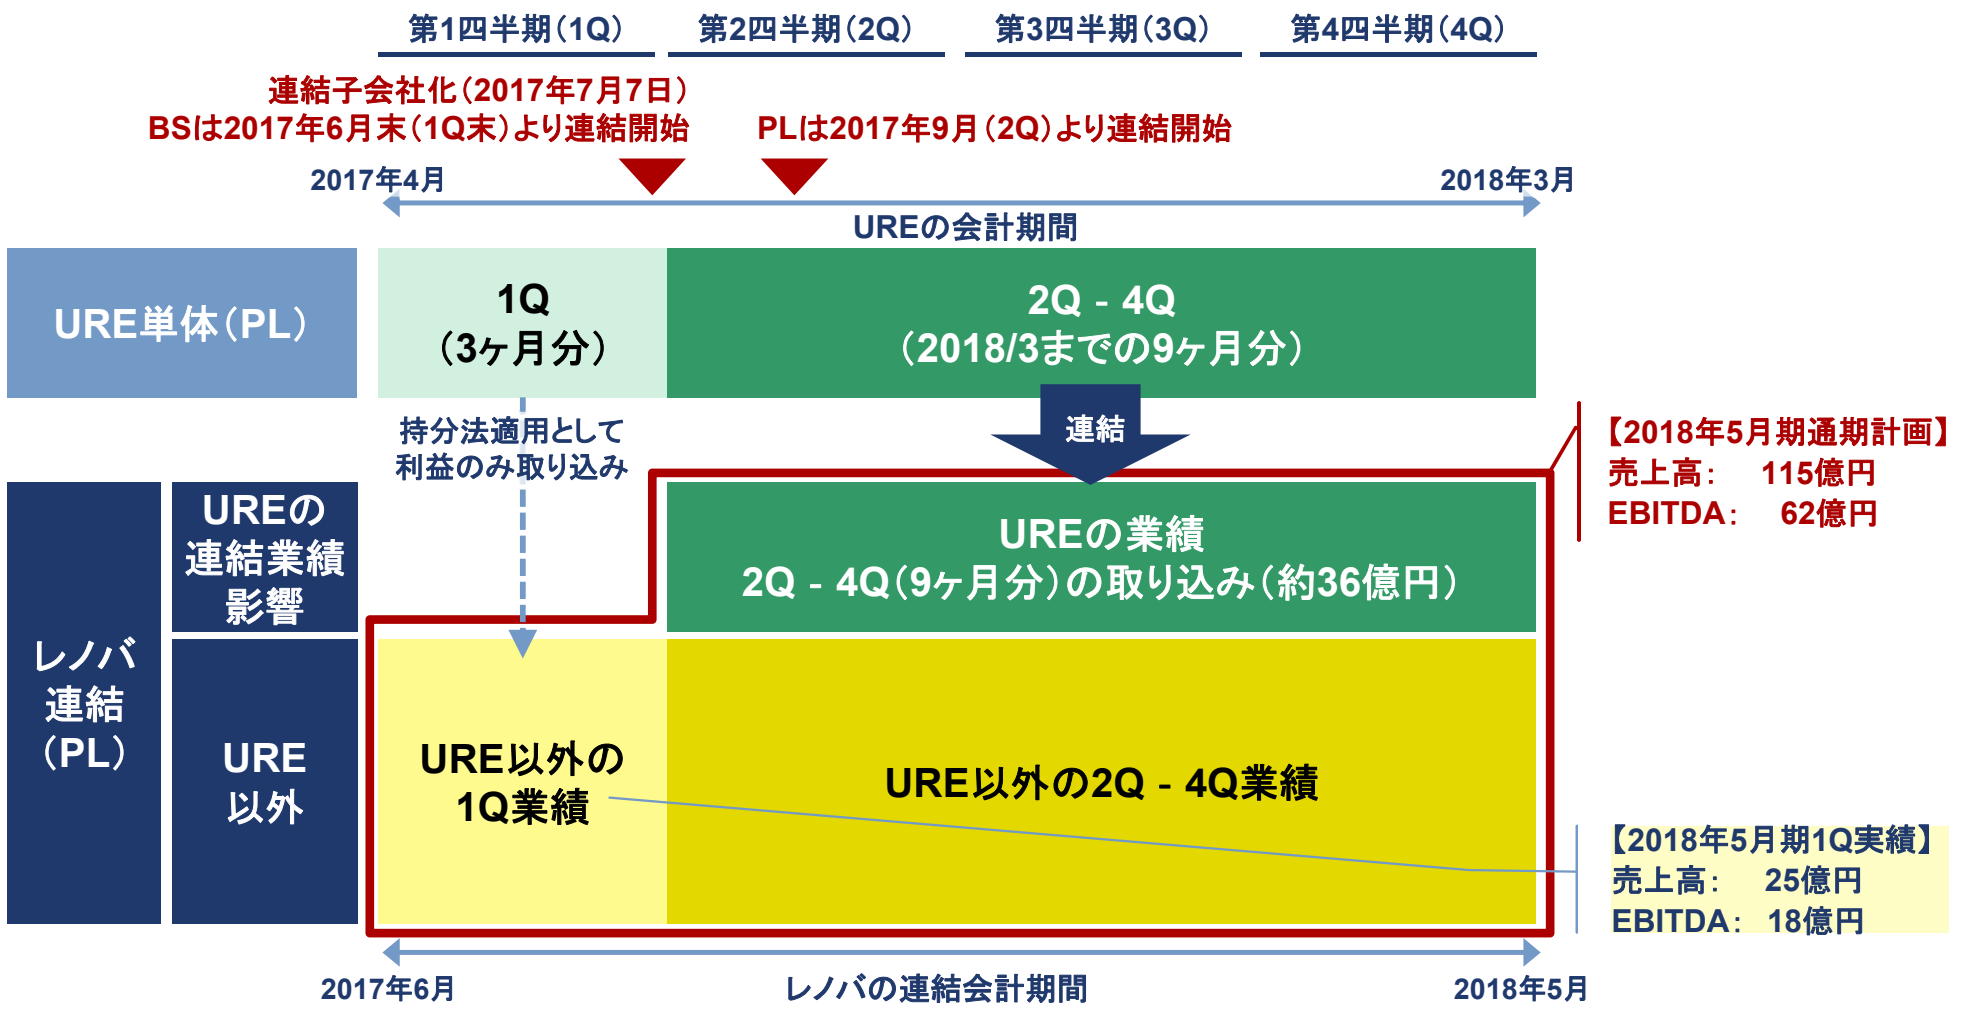 第1四半期（1Q）
第2四半期（2Q）
第3四半期（3Q）
第4四半期（4Q）
連結子会社化（2017年7月7日）
BSは2017年6月末（1Q末）より連結開始
PLは2017年9月（2Q）より連結開始
2017年4月
2018年3月
UREの会計期間
URE単体（PL）
1Q
（3ヶ月分）
2Q - 4Q
（2018/3までの9ヶ月分）
持分法適用として
利益のみ取り込み
連結
【2018年5月期通期計画】
売上高： 115億円
EBITDA： 62億円
レノバ
連結
（PL）
UREの
連結業績
影響
UREの業績
2Q - 4Q（9ヶ月分）の取り込み（約36億円）
URE
以外
URE以外の
1Q業績
URE以外の2Q - 4Q業績
【2018年5月期1Q実績】
売上高： 25億円
EBITDA： 18億円
2017年6月
レノバの連結会計期間
2018年5月